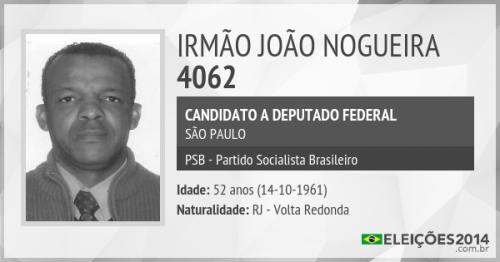 IRMÃO JOÃO NOGUEIRA
4062
CANDIDATO A DEPUTADO FEDERAL
SÃO PAULO
PSB - Partido Socialista Brasileiro
Idade: 52 anos (14-10-1961)
Naturalidade: RJ - Volta Redonda
ELEIÇÕES2014
.com.br